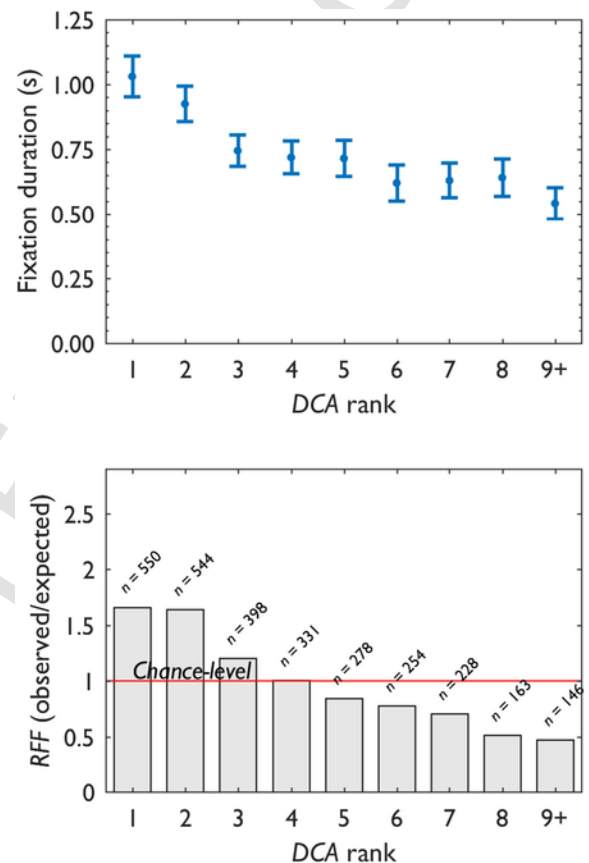 1.25
1.00
0.75
0.50
0.25
0.00
Fixation duration (s)
1 2 3 4 5 6 7 8 9+
DCA rank
2.5
2
1.5
1
0.5
0
RFF (observed/expected)
n = 550
n = 544
n = 398
n = 331
n = 278
n = 254
n = 228
n = 163
n = 146
Chance-level
1 2 3 4 5 6 7 8 9+
DCA rank